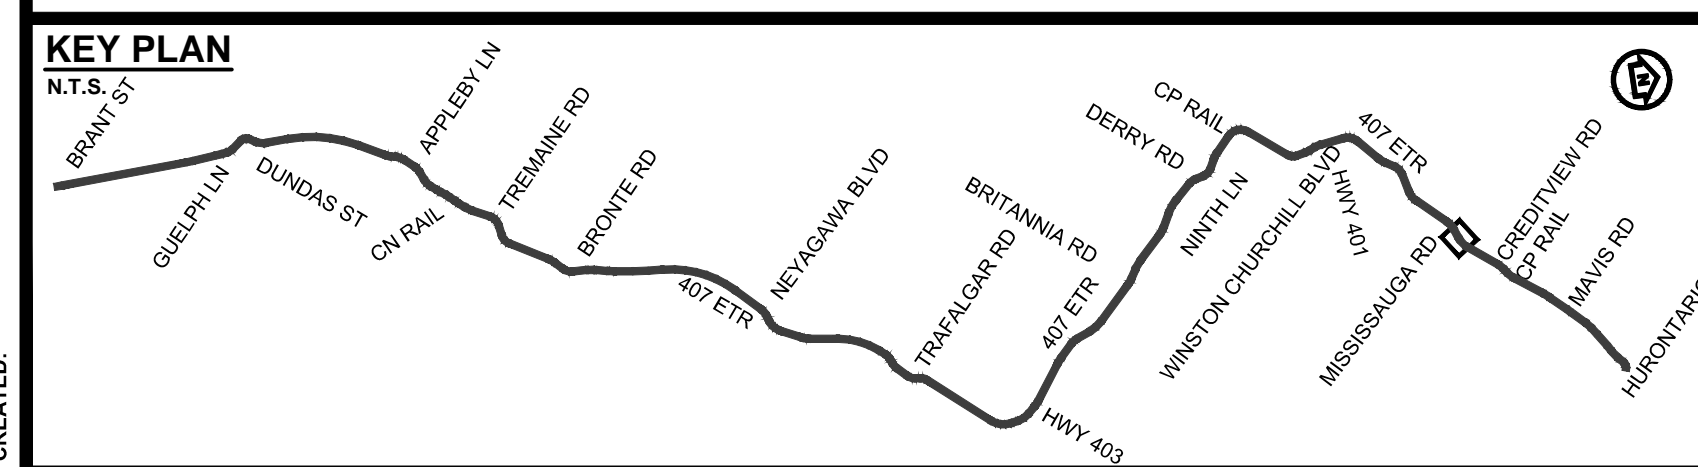 KEY PLAN
N.T.S.
BRANT ST
GUELPH LN
DUNDAS ST
CN RAIL
APPLEBY LN
TREMAINE RD
BRONTE RD
407 ETR
NEYAGAWA BLVD
TRAFALGAR RD
BRITANNIA RD
407 ETR
HWY 403
DERRY RD
CP RAIL
NINTH LN
WINSTON CHURCHILL BLVD
HWY 401
407 ETR
MISSISSAUGA RD
CREDITVIEW RD
CP RAIL
MAVIS RD
HURONTARIO
N
CREATED: